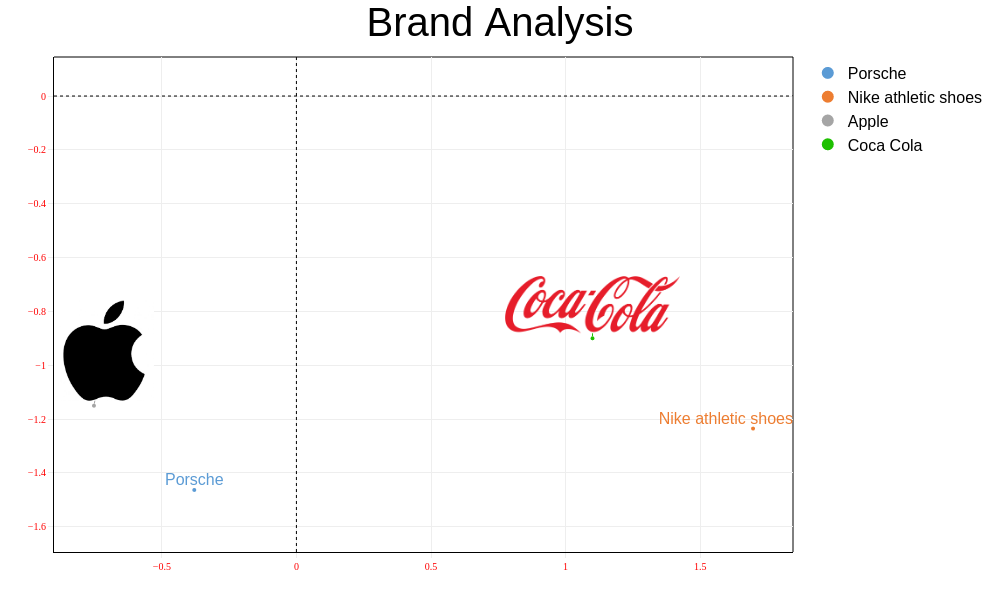 Brand Analysis
Porsche
Nike athletic shoes
Apple
Coca Cola
0
−0.2
−0.4
−0.6
−0.8
−1
−1.2
−1.4
−1.6
Coca-Cola
Nike athletic shoes
Porsche
−0.5
0
0.5
1
1.5